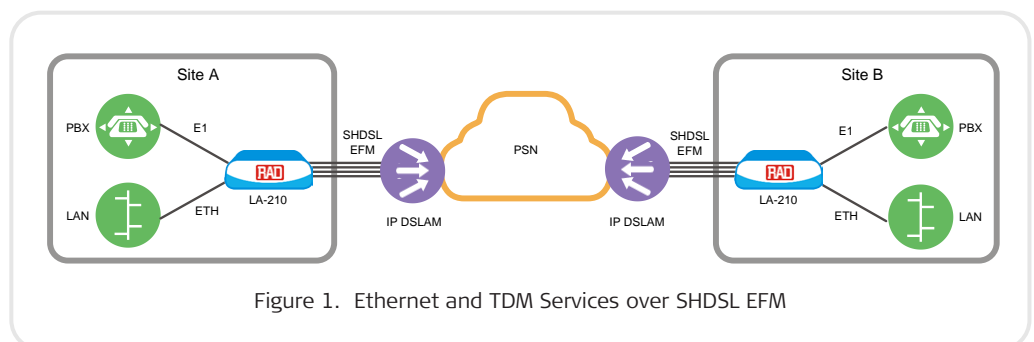 Site A
Site B
PBX
E1
SHDSL
EFM
PSN
SHDSL
EFM
E1
PBX
RAD
RAD
LAN
ETH
LA-210
IP DSLAM
IP DSLAM
LA-210
ETH
LAN
Figure 1. Ethernet and TDM Services over SHDSL EFM